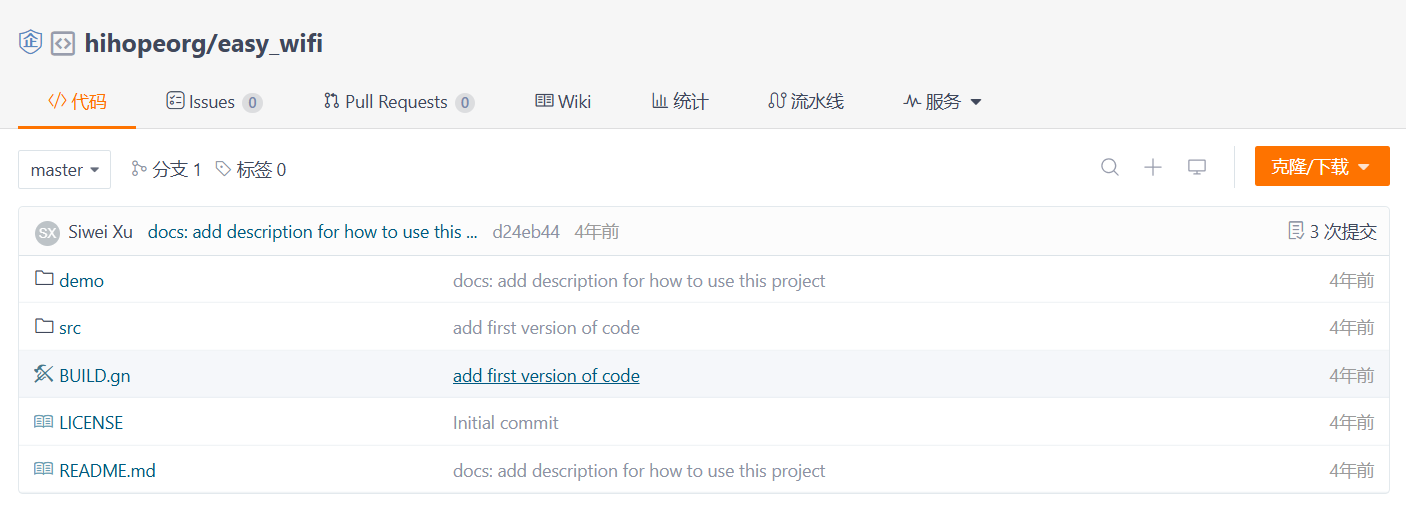 企 hihopeorg/easy_wifi
代码 Issues 0 Pull Requests 0 Wiki 统计 流水线 服务
master 分支 1 标签 0 克隆/下载
SX Siwei Xu docs: add description for how to use this ... d24eb44 4年前 3 次提交
demo docs: add description for how to use this project 4年前
src add first version of code 4年前
BUILD.gn add first version of code 4年前
LICENSE Initial commit 4年前
README.md docs: add description for how to use this project 4年前